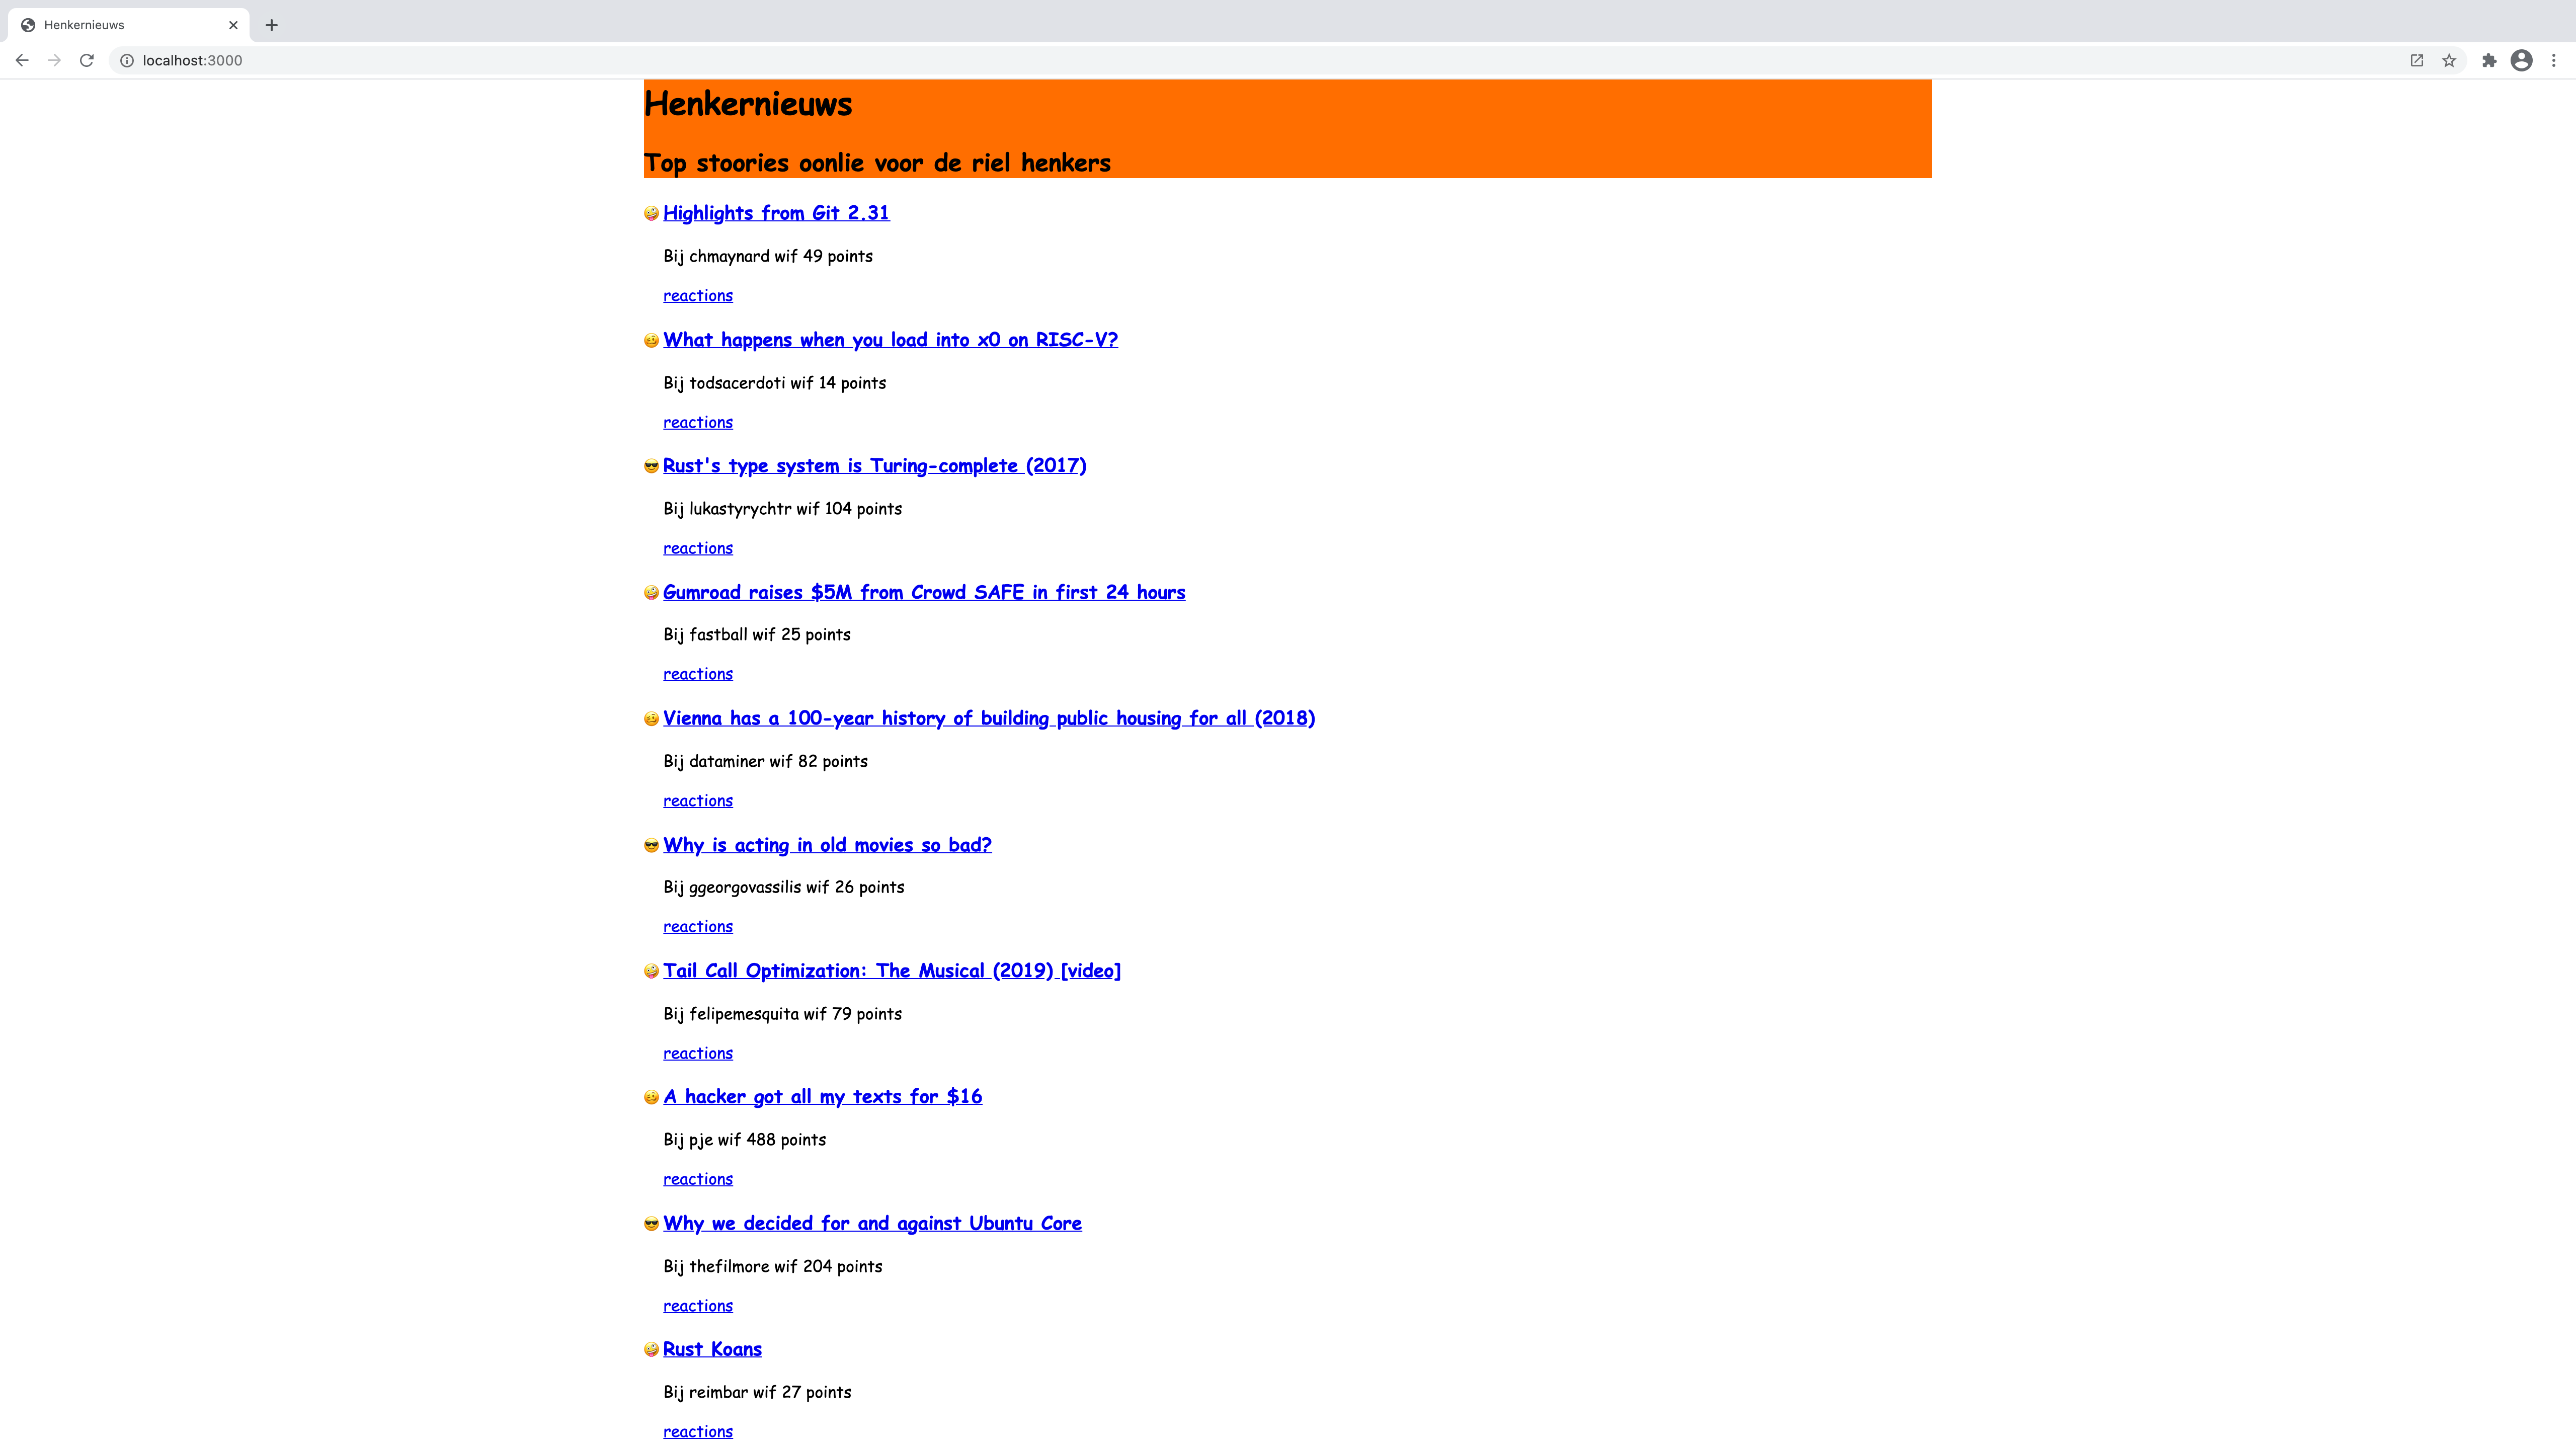 Henkernieuws
localhost:3000
Henkernieuws
Top stoories oonlie voor de riel henkers
Highlights from Git 2.31
Bij chmaynard wif 49 points
reactions
What happens when you load into x0 on RISC-V?
Bij todsacerdoti wif 14 points
reactions
Rust's type system is Turing-complete (2017)
Bij lukastyrychtr wif 104 points
reactions
Gumroad raises $5M from Crowd SAFE in first 24 hours
Bij fastball wif 25 points
reactions
Vienna has a 100-year history of building public housing for all (2018)
Bij dataminer wif 82 points
reactions
Why is acting in old movies so bad?
Bij ggeorgovassilis wif 26 points
reactions
Tail Call Optimization: The Musical (2019) [video]
Bij felipemesquita wif 79 points
reactions
A hacker got all my texts for $16
Bij pje wif 488 points
reactions
Why we decided for and against Ubuntu Core
Bij thefilmore wif 204 points
reactions
Rust Koans
Bij reimbar wif 27 points
reactions